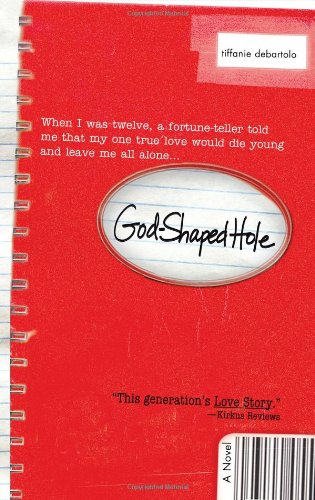 tiffanie debartolo
When I was twelve, a fortune-teller told
me that my one true love would die young
and leave me all alone...
God-Shaped Hole
"This generation's Love Story."
—Kirkus Reviews
A Novel